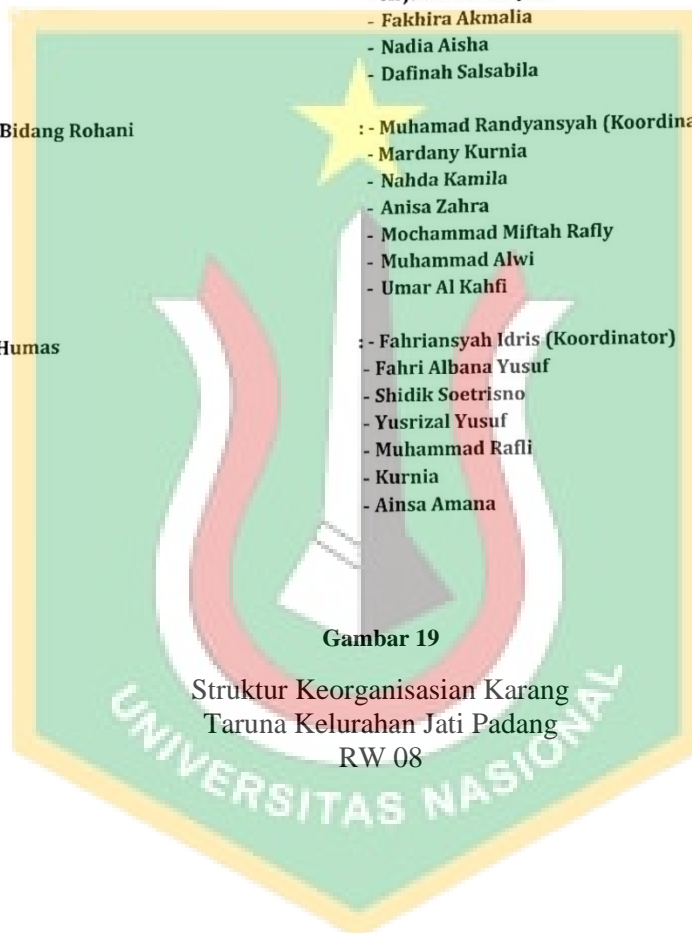 - Fakhira Akmalia
- Nadia Aisha
- Dafinah Salsabila
Bidang Rohani : - Muhamad Randyansyah (Koordina
- Mardany Kurnia
- Nahda Kamila
- Anisa Zahra
- Mochammad Miftah Rafly
- Muhammad Alwi
- Umar Al Kahfi
Humas : - Fahriansyah Idris (Koordinator)
- Fahri Albana Yusuf
- Shidik Soetrisno
- Yusrizal Yusuf
- Muhammad Rafli
- Kurnia
- Ainsa Amana
Gambar 19
Struktur Keorganisasian Karang
Taruna Kelurahan Jati Padang
RW 08
UNIVERSITAS NASIONAL